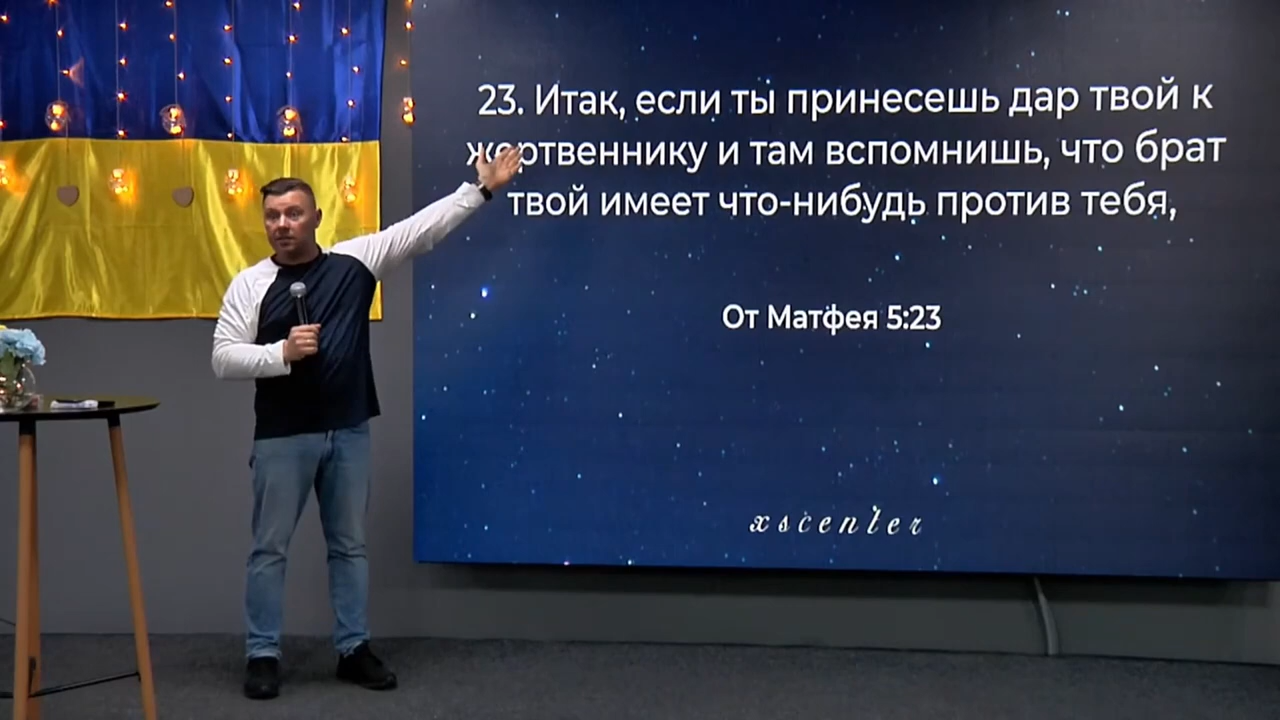 23. Итак, если ты принесешь дар твой к
жертвеннику и там вспомнишь, что брат
твой имеет что-нибудь против тебя,
От Матфея 5:23
xscenter